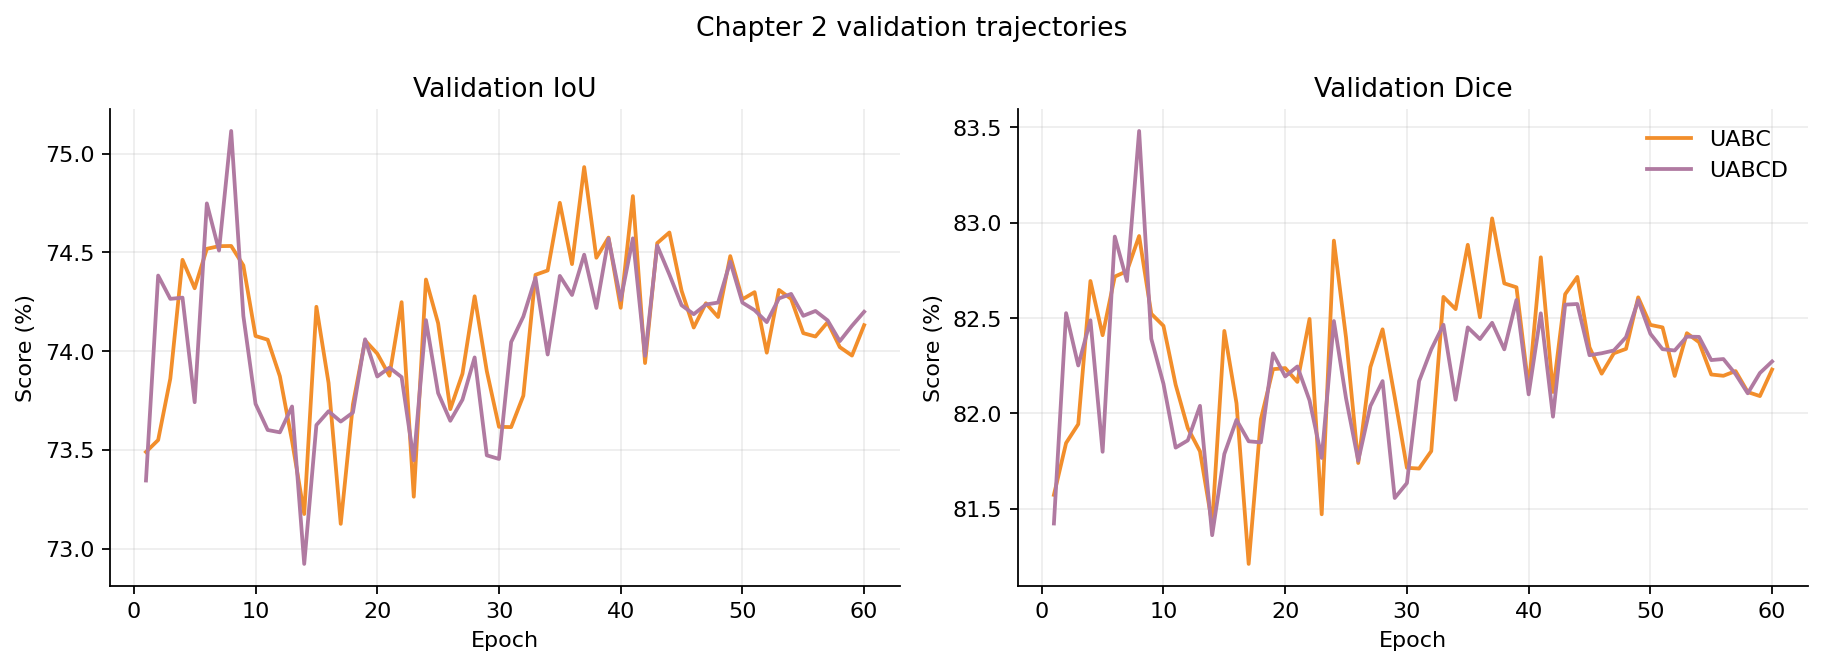 Chapter 2 validation trajectories
Validation IoU
75.0
74.5
74.0
73.5
73.0
Score (%)
0 10 20 30 40 50 60
Epoch
Validation Dice
83.5
83.0
82.5
82.0
81.5
Score (%)
0 10 20 30 40 50 60
Epoch
UABC
UABCD